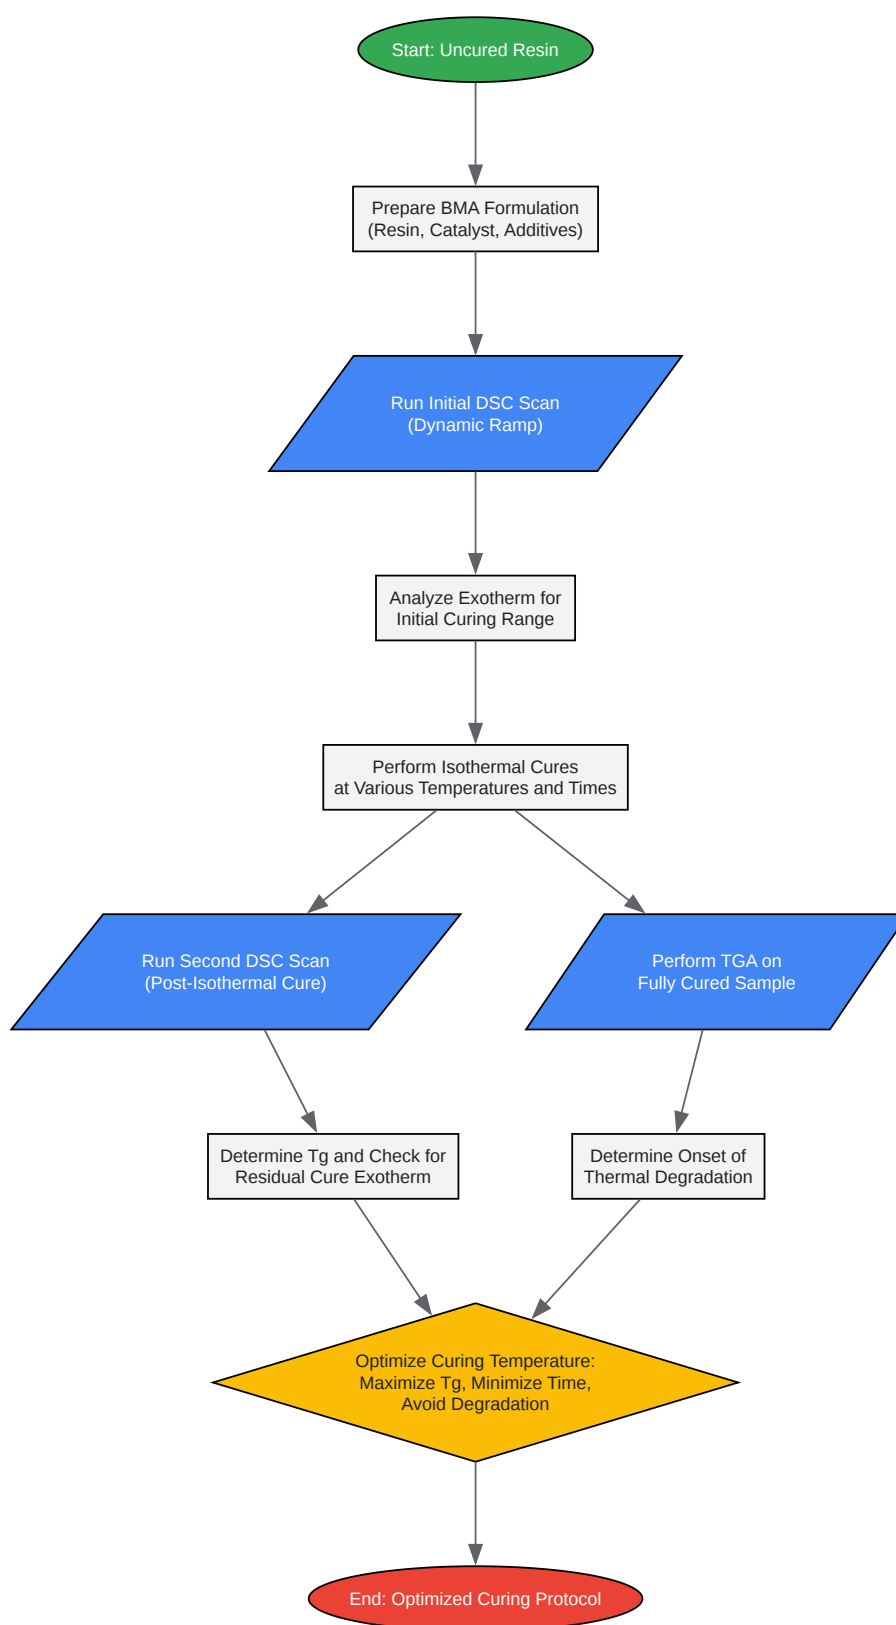 Start: Uncured Resin
Prepare BMA Formulation
(Resin, Catalyst, Additives)
Run Initial DSC Scan
(Dynamic Ramp)
Analyze Exotherm for
Initial Curing Range
Perform Isothermal Cures
at Various Temperatures and Times
Run Second DSC Scan
(Post-Isothermal Cure)
Perform TGA on
Fully Cured Sample
Determine Tg and Check for
Residual Cure Exotherm
Determine Onset of
Thermal Degradation
Optimize Curing Temperature:
Maximize Tg, Minimize Time,
Avoid Degradation
End: Optimized Curing Protocol